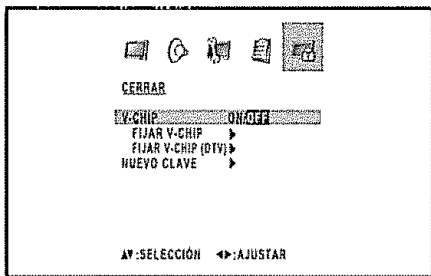 CERRAR
V-CHIP ON/OFF
FIJAR V-CHIP
FIJAR V-CHIP (DTV)
NUEVO CLAVE
▲▼:SELECCIÓN ◀▶:AJUSTAR